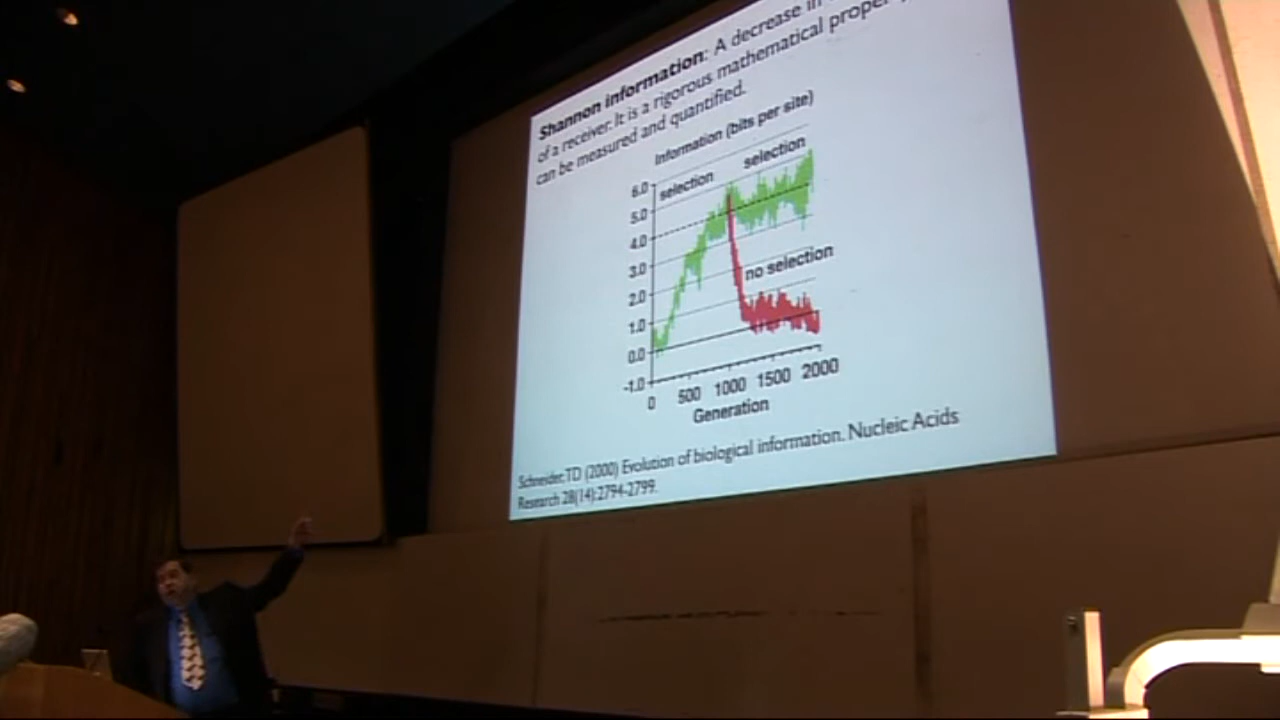 Shannon information: A decrease in
of a receiver. It is a rigorous mathematical
can be measured and quantified.
Information (bits per site)
selection
selection
6.0
5.0
4.0
3.0
no selection
2.0
1.0
0.0
-1.0
0 500 1000 1500 2000
Generation
Schneider, TD (2000) Evolution of biological information. Nucleic Acids
Research 28(14):2794-2799.